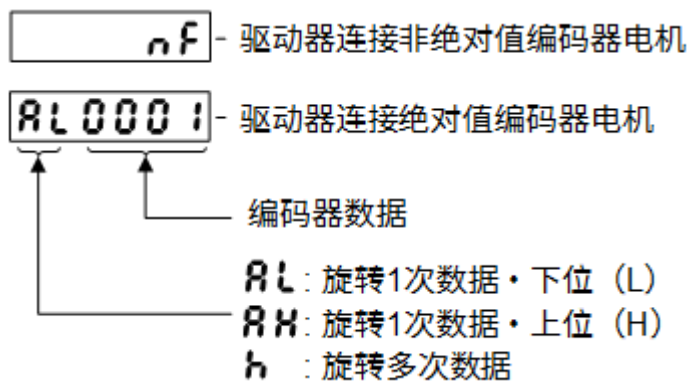 nF - 驱动器连接非绝对值编码器电机
AL0001 - 驱动器连接绝对值编码器电机
编码器数据
AL: 旋转1次数据・下位（L）
AH: 旋转1次数据・上位（H）
h : 旋转多次数据